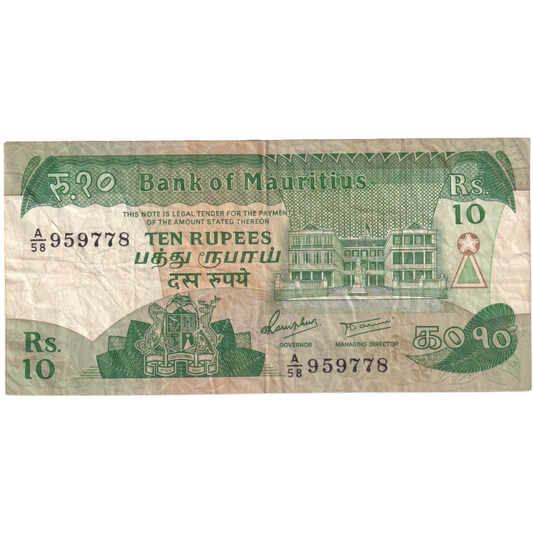 रु.१०
Bank of Mauritius
Rs.
10
THIS NOTE IS LEGAL TENDER FOR THE PAYMENT
OF THE AMOUNT STATED THEREON
A/58 959778
TEN RUPEES
பத்து ரூபாய்
दस रुपये
Rs.
10
GOVERNOR
MANAGING DIRECTOR
A/58 959778